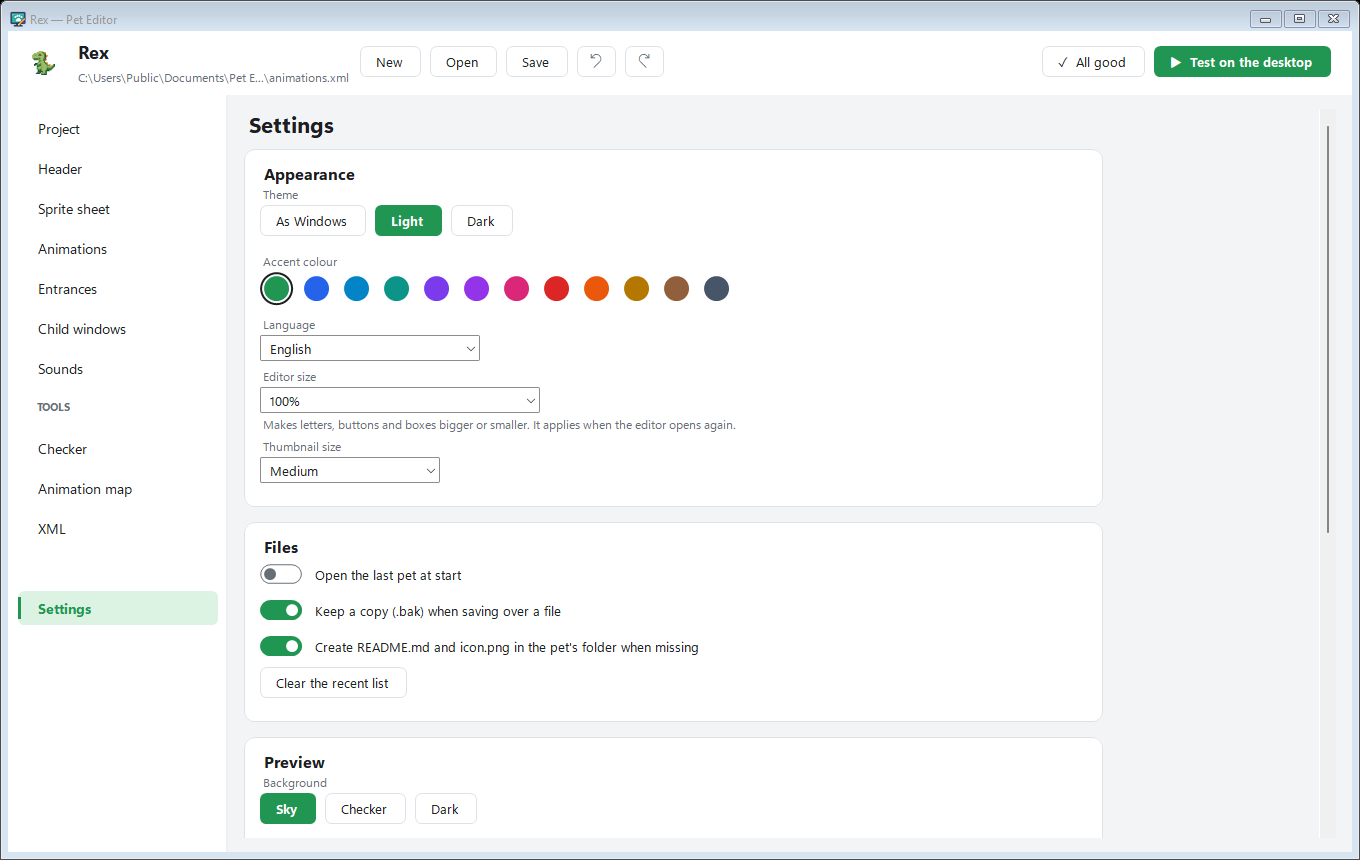 Rex — Pet Editor
Rex
C:\Users\Public\Documents\Pet E...\animations.xml
New
Open
Save
✓ All good
▶ Test on the desktop
Project
Header
Sprite sheet
Animations
Entrances
Child windows
Sounds
TOOLS
Checker
Animation map
XML
Settings
Settings
Appearance
Theme
As Windows
Light
Dark
Accent colour
Language
English
Editor size
100%
Makes letters, buttons and boxes bigger or smaller. It applies when the editor opens again.
Thumbnail size
Medium
Files
Open the last pet at start
Keep a copy (.bak) when saving over a file
Create README.md and icon.png in the pet's folder when missing
Clear the recent list
Preview
Background
Sky
Checker
Dark